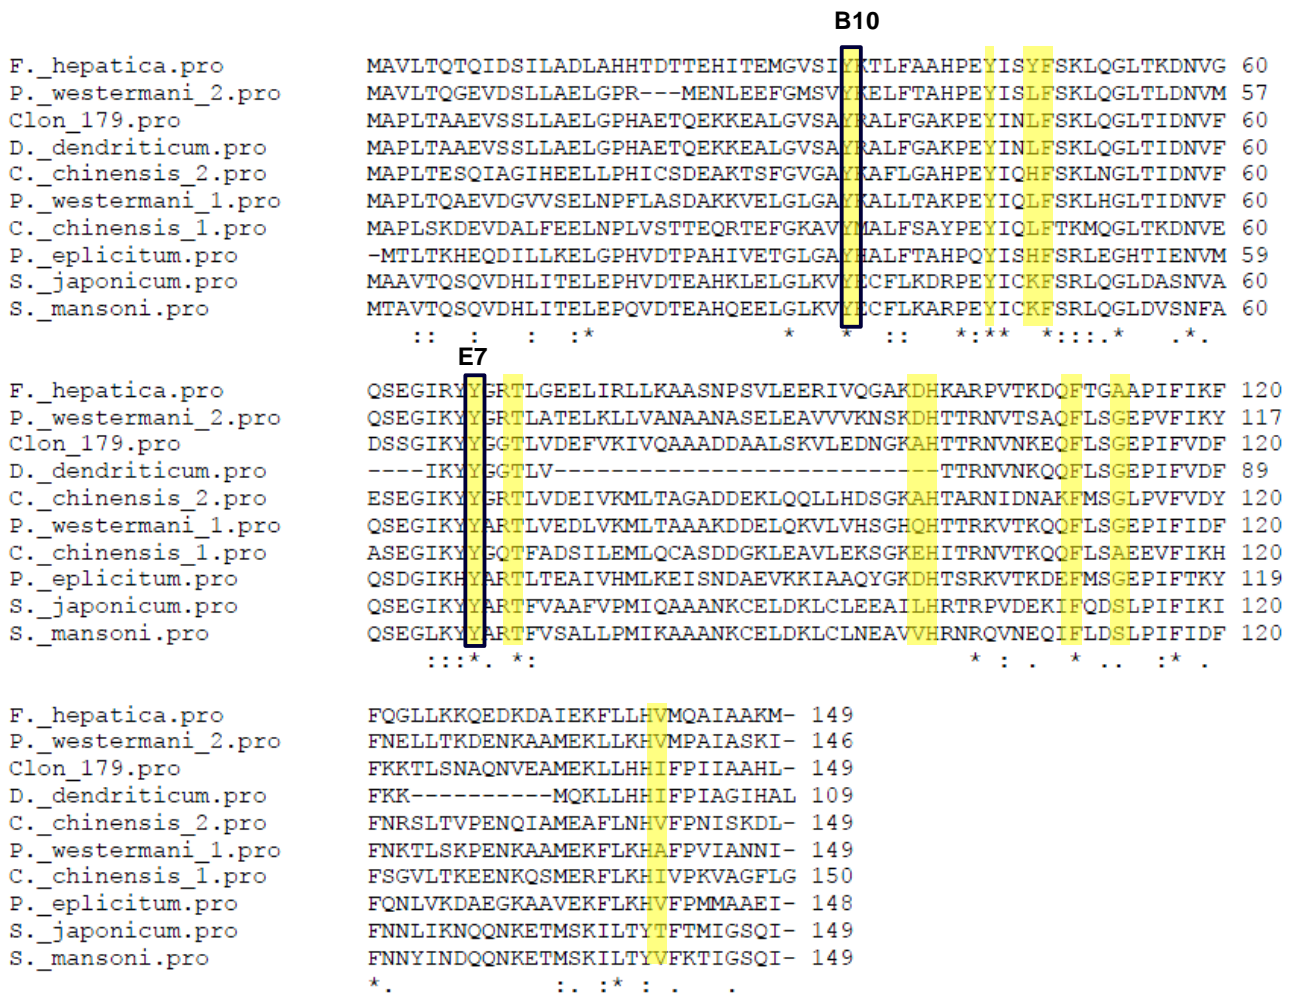 B10
F._hepatica.pro MAVLTQTQIDSILADLAHHTDTTEHITEMGVSIYKTLFAAHPEYISYFSKLQGLTKDNVG 60
P._westermani_2.pro MAVLTQGEVDSLLAELGPR---MENLEEFGMSVYKELFTAHPEYISLFSKLQGLTLDNVM 57
Clon_179.pro MAPLTAAEVSSLLAELGPHAETQEKKEALGVSAYRALFGAKPEYINLFSKLQGLTIDNVF 60
D._dendriticum.pro MAPLTAAEVSSLLAELGPHAETQEKKEALGVSAYRALFGAKPEYINLFSKLQGLTIDNVF 60
C._chinensis_2.pro MAPLTESQIAGIHEELLPHICSDEAKTSFGVGAYKAFLGAHPEYIQHFSKLNGLTIDNVF 60
P._westermani_1.pro MAPLTQAEVDGVVSELNPFLASDAKKVELGLGAYKALLTAKPEYIQLFSKLHGLTIDNVF 60
C._chinensis_1.pro MAPLSKDEVDALFEELNPLVSTTEQRTEFGKAVYMALFSAYPEYIQLFTKMQGLTKDNVE 60
P._eplicitum.pro -MTLTKHEQDILLKELGPHVDTPAHIVETGLGAYHALFTAHPQYISHFSRLEGHTIENVM 59
S._japonicum.pro MAAVTQSQVDHLITELEPHVDTEAHKLELGLKVYECFLKDRPEYICKFSRLQGLDASNVA 60
S._mansoni.pro MTAVTQSQVDHLITELEPQVDTEAHQEELGLKVYECFLKARPEYICKFSRLQGLDVSNFA 60
:: : : :* * * :: *:** *:::.* .*.
E7
F._hepatica.pro QSEGIRYYGRTLGEELIRLLKAASNPSVLEERIVQGAKDHKARPVTKDQFTGAAPIFIKF 120
P._westermani_2.pro QSEGIKYYGRTLATELKLLVANAANASELEAVVVKNSKDHTTRNVTSAQFLSGEPVFIKY 117
Clon_179.pro DSSGIKYYGGTLVDEFVKIVQAAADDAALSKVLEDNGKAHTTRNVNKEQFLSGEPIFVDF 120
D._dendriticum.pro ----IKYYGGTLV----------------------------TTRNVNKQQFLSGEPIFVDF 89
C._chinensis_2.pro ESEGIKYYGRTLVDEIVKMLTAGADDEKLQQLLHDSGKAHTARNIDNAKFMSGLPVFVDY 120
P._westermani_1.pro QSEGIKYYARTLVEDLVKMLTAAAKDDELQKVLVHSGHQHTTRKVTKQQFLSGEPIFIDF 120
C._chinensis_1.pro ASEGIKYYGQTFADSILEMLQCASDDGKLEAVLEKSGKEHITRNVTKQQFLSAEEVFIKH 120
P._eplicitum.pro QSDGIKHYARTLTEAIVHMLKEISNDAEVKKIAAQYGKDHTSRKVTKDEFMSGEPIFTKY 119
S._japonicum.pro QSEGIKYYARTFVAAFVPMIQAAANKCELDKLCLEEAILHRTRPVDEKIFQDSLPIFIKI 120
S._mansoni.pro QSEGLKYYARTFVSALLPMIKAAANKCELDKLCLNEAVVHRNRQVNEQIFLDSLPIFIDF 120
:::*. *: * : . * .. :* .
F._hepatica.pro FQGLLKKQEDKDAIEKFLLHVMQAIAAKM- 149
P._westermani_2.pro FNELLTKDENKAAMEKLLKHVMPAIASKI- 146
Clon_179.pro FKKTLSNAQNVEAMEKLLHHIFPIIAAHL- 149
D._dendriticum.pro FKK----------MQKLLHHIFPIAGIHAL 109
C._chinensis_2.pro FNRSLTVPENQIAMEAFLNHVFPNISKDL- 149
P._westermani_1.pro FNKTLSKPENKAAMEKFLKHAFPVIANNI- 149
C._chinensis_1.pro FSGVLTKEENKQSMERFLKHIVPKVAGFLG 150
P._eplicitum.pro FQNLVKDAEGKAAVEKFLKHVFPMMAAEI- 148
S._japonicum.pro FNNLIKNQQNKETMSKILTYTFTMIGSQI- 149
S._mansoni.pro FNNYINDQQNKETMSKILTYVFKTIGSQI- 149
*. :. :* : . .